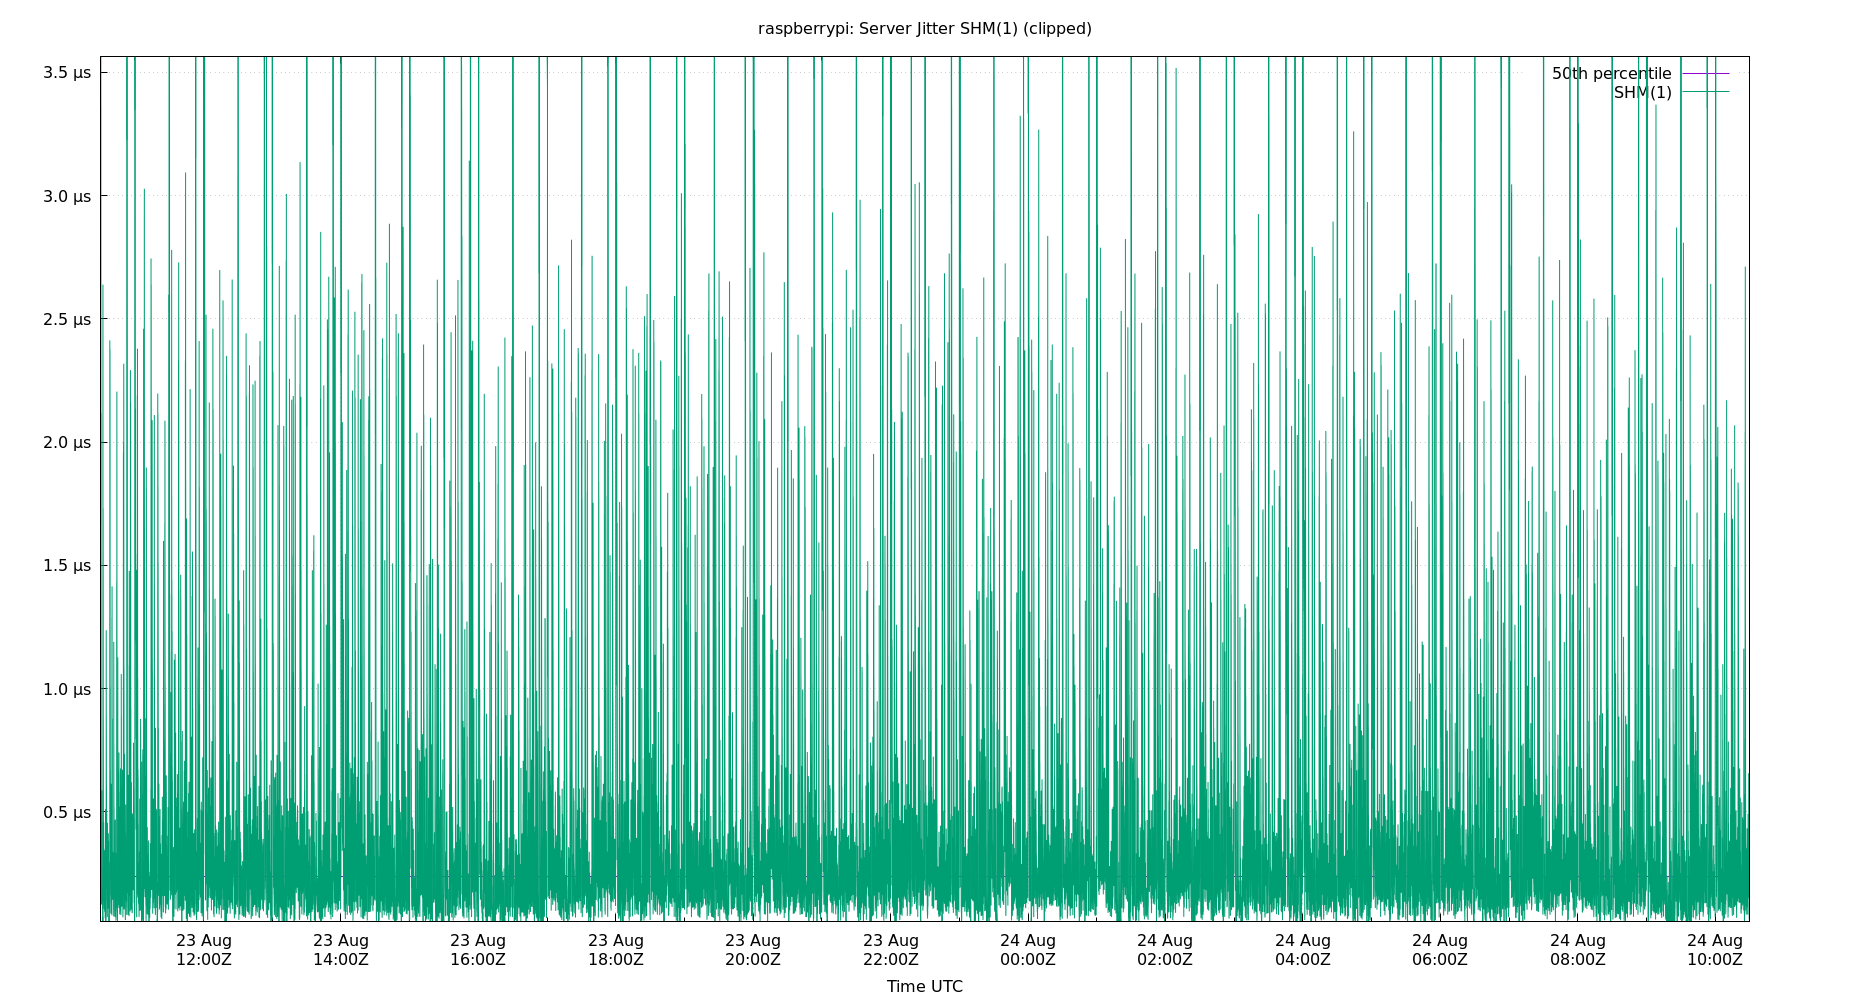 raspberrypi: Server Jitter SHM(1) (clipped)
3.5 µs
50th percentile
SHM(1)
3.0 µs
2.5 µs
2.0 µs
1.5 µs
1.0 µs
0.5 µs
23 Aug 23 Aug 23 Aug 23 Aug 23 Aug 23 Aug 24 Aug 24 Aug 24 Aug 24 Aug 24 Aug 24 Aug
12:00Z 14:00Z 16:00Z 18:00Z 20:00Z 22:00Z 00:00Z 02:00Z 04:00Z 06:00Z 08:00Z 10:00Z
Time UTC